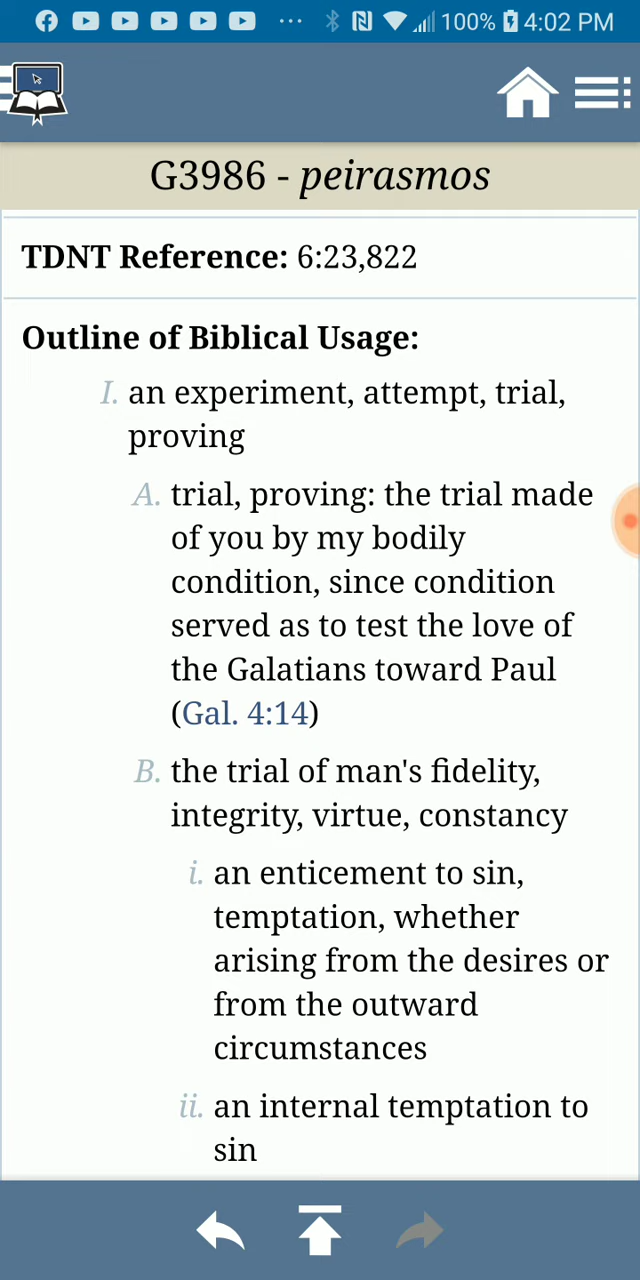 100% 4:02 PM
G3986 - peirasmos
TDNT Reference: 6:23,822
Outline of Biblical Usage:
I. an experiment, attempt, trial,
proving
A. trial, proving: the trial made
of you by my bodily
condition, since condition
served as to test the love of
the Galatians toward Paul
(Gal. 4:14)
B. the trial of man's fidelity,
integrity, virtue, constancy
i. an enticement to sin,
temptation, whether
arising from the desires or
from the outward
circumstances
ii. an internal temptation to
sin